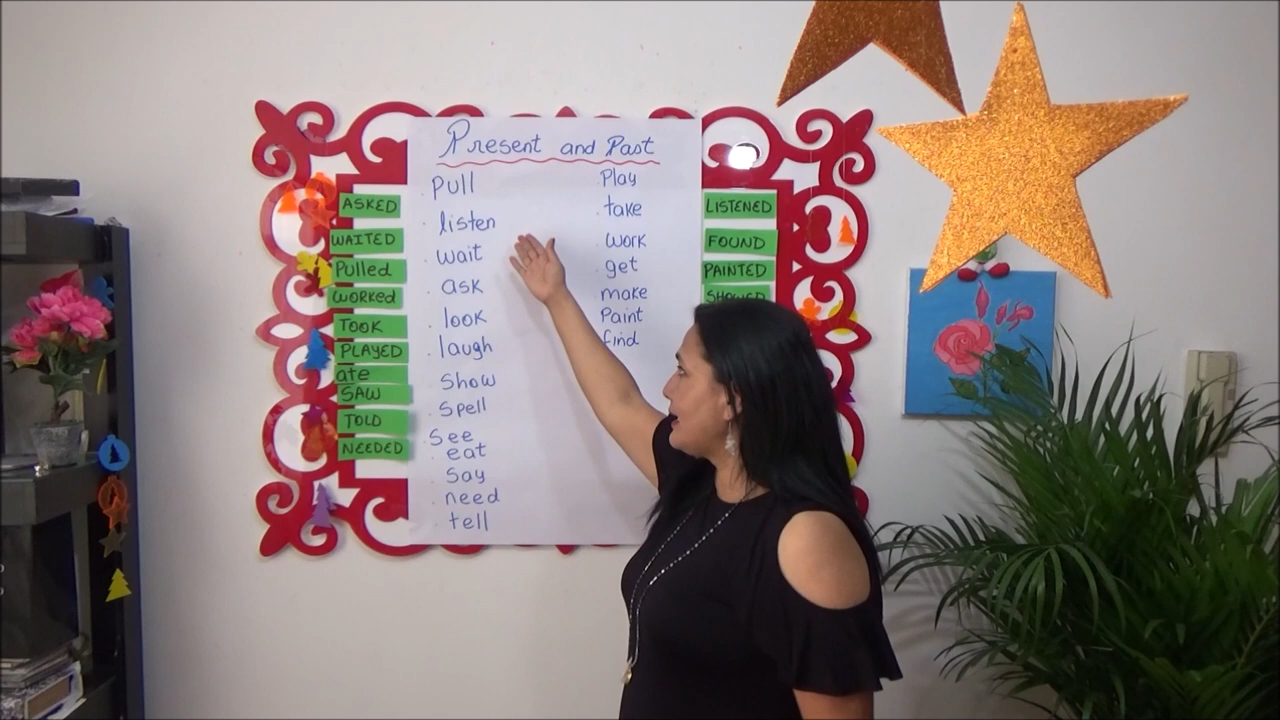 Present and Past
Pull
listen
wait
ask
look
laugh
Show
Spell
See
eat
Say
need
tell
Play
take
work
get
make
Paint
find
ASKED
WAITED
Pulled
WORKED
TOOK
PLAYED
ate
SAW
TOLD
NEEDED
LISTENED
FOUND
PAINTED
SHOWED